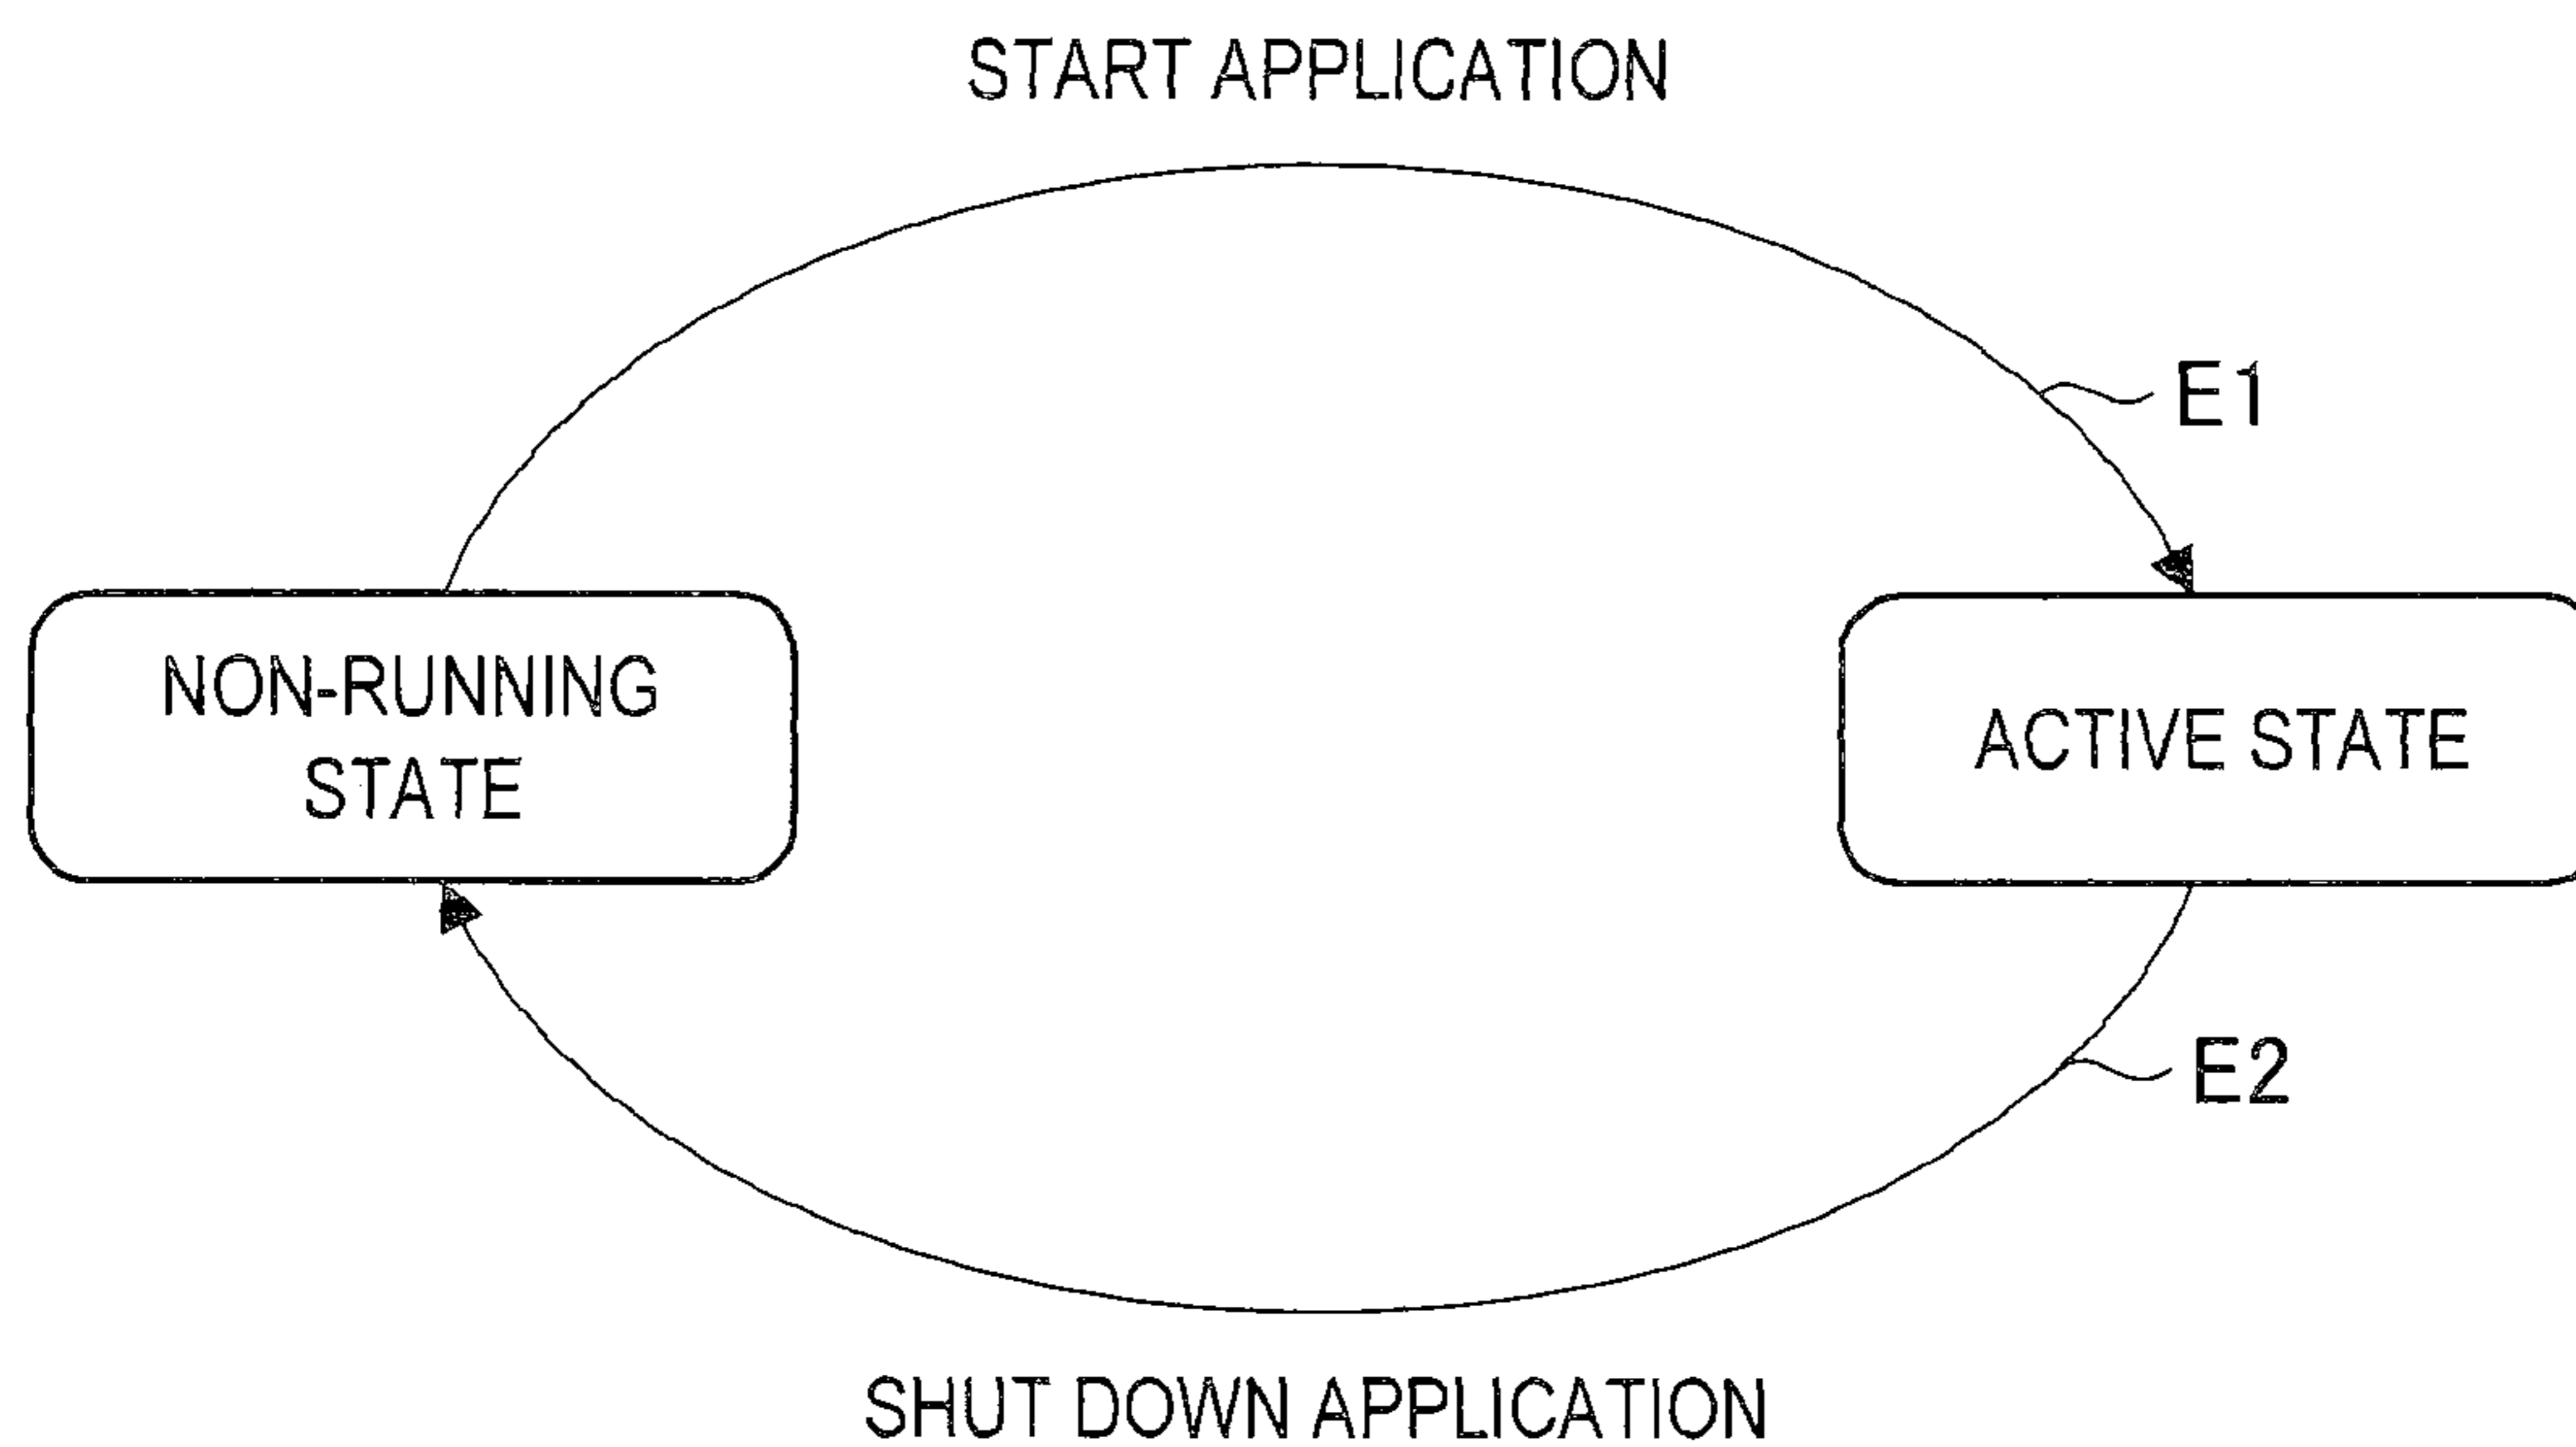 START APPLICATION
E1
NON-RUNNING
STATE
ACTIVE STATE
E2
SHUT DOWN APPLICATION